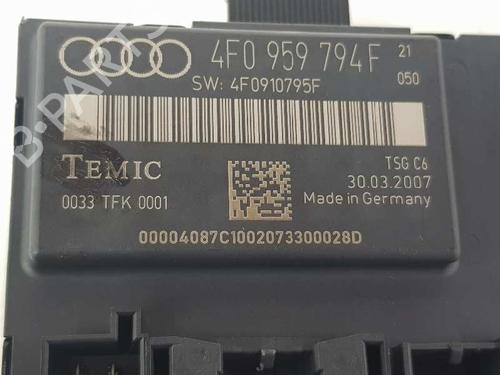 4F0 959 794 F 21
050
SW: 4F0910795F
TEMIC
TSG C6
30.03.2007
0033 TFK 0001
Made in Germany
00004087C1002073300028D
B-PARTS